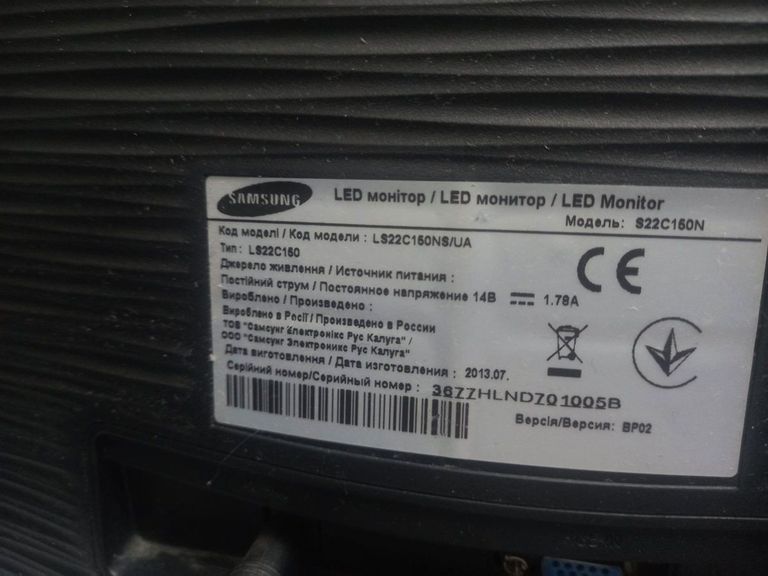 SAMSUNG
LED монітор / LED монитор / LED Monitor
Модель: S22C150N
Код моделі / Код модели : LS22C150NS/UA
Тип : LS22C150
Джерело живлення / Источник питания :
Постійний струм / Постоянное напряжение 14В 1.78A
Вироблено / Произведено :
Вироблено в Росії / Произведено в России
ТОВ "Самсунг Електронікс Рус Калуга" /
ООО "Самсунг Электроникс Рус Калуга"
Дата виготовлення / Дата изготовления : 2013.07.
Серійний номер/Серийный номер : 3677HLND701005B
Версія/Версия: BP02
CE